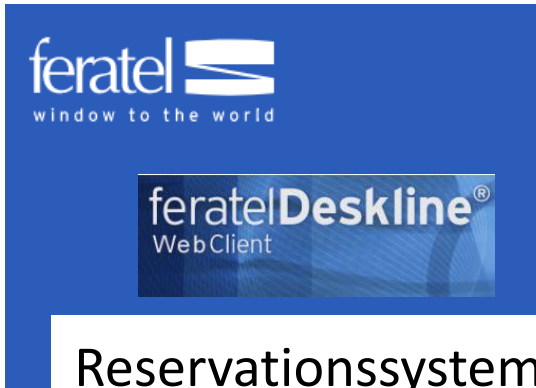 feratel
window to the world
feratelDeskline®
WebClient
Reservationssystem